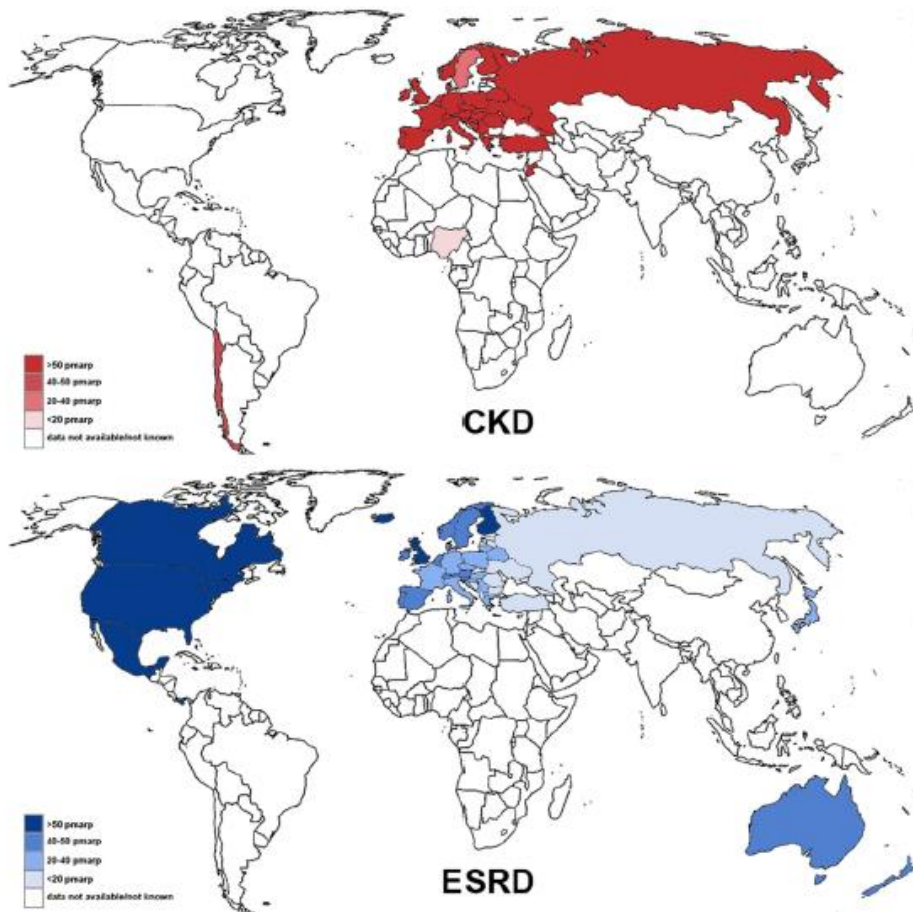 >50 pmarp
40-50 pmarp
20-40 pmarp
<20 pmarp
data not available/not known
CKD
>50 pmarp
40-50 pmarp
20-40 pmarp
<20 pmarp
data not available/not known
ESRD